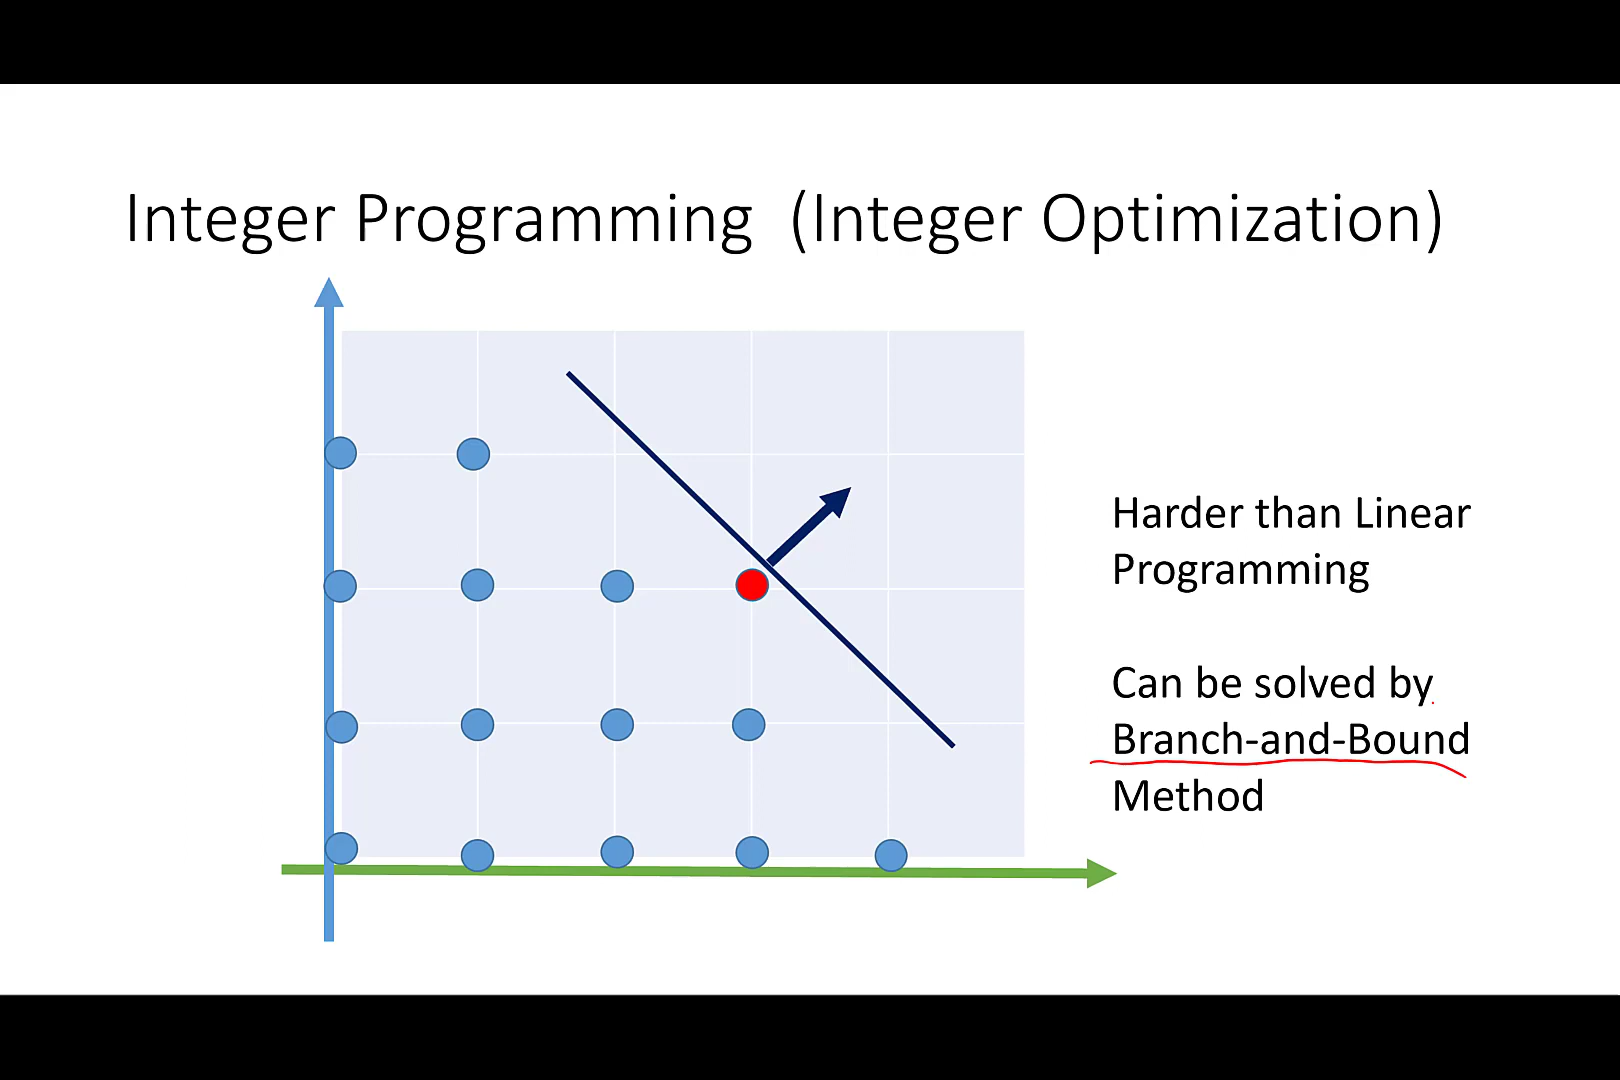 Integer Programming (Integer Optimization)
Harder than Linear
Programming
Can be solved by
Branch-and-Bound
Method